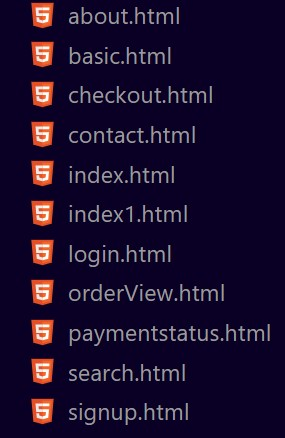 about.html
basic.html
checkout.html
contact.html
index.html
index1.html
login.html
orderView.html
paymentstatus.html
search.html
signup.html